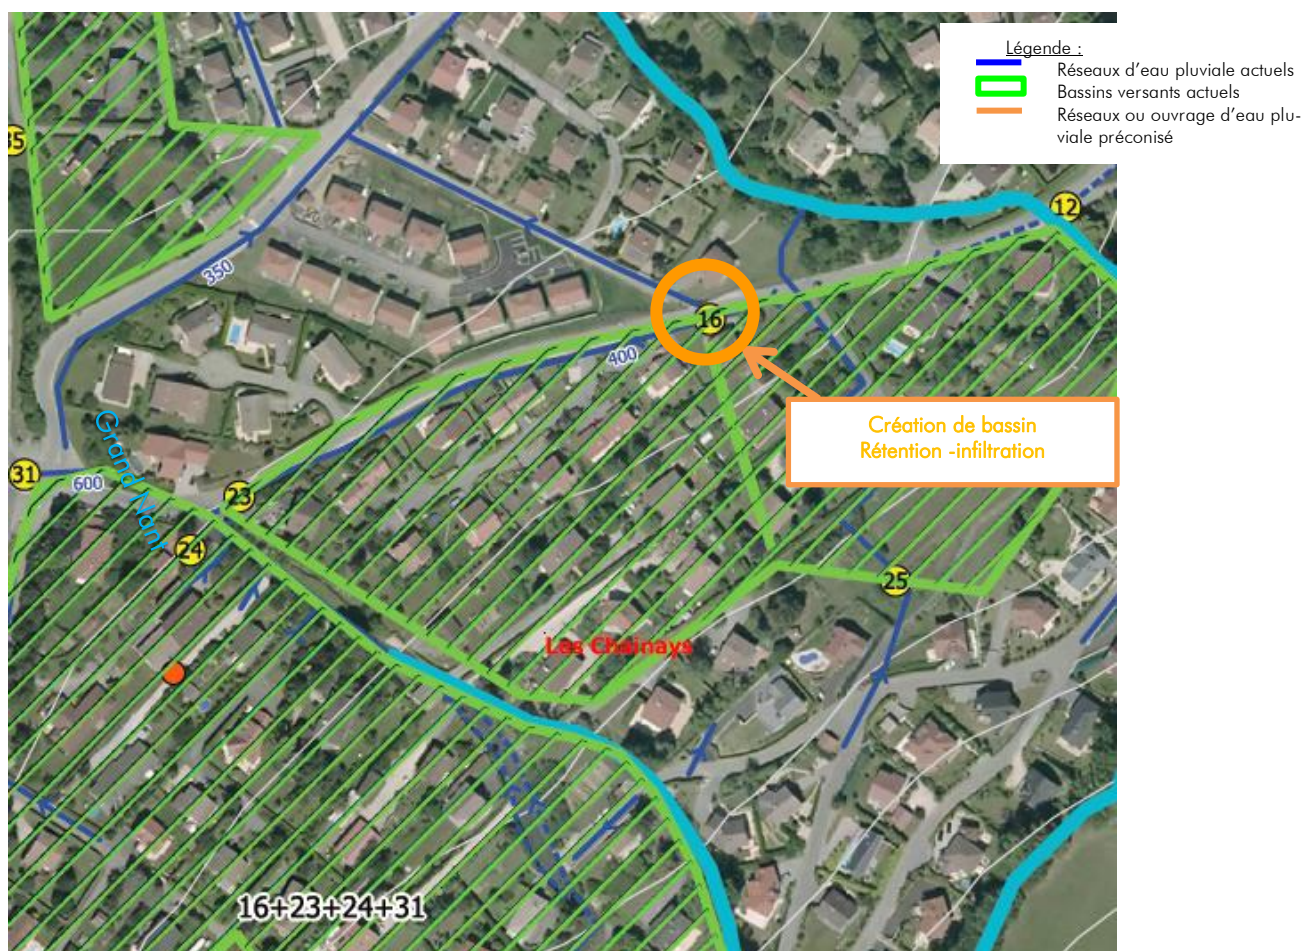 Légende :
Réseaux d'eau pluviale actuels
Bassins versants actuels
Réseaux ou ouvrage d'eau plu-
viale préconisé
35
12
350
16
400
Création de bassin
Rétention -infiltration
Grand Nant
31
600
23
24
25
Les Chainays
16+23+24+31